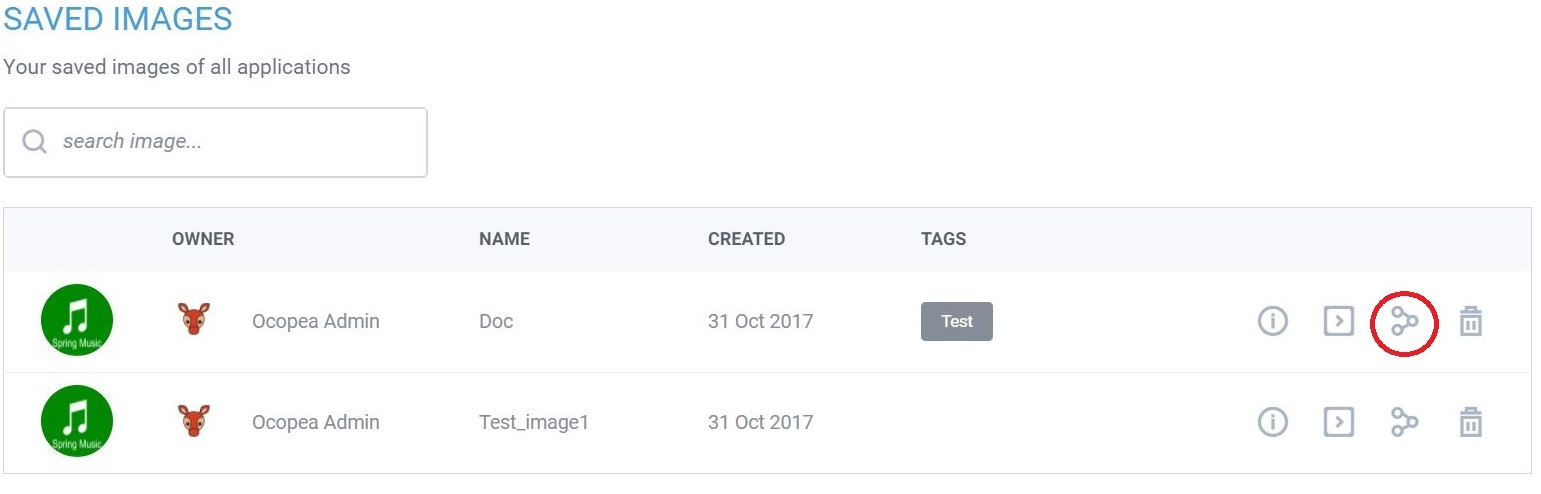 SAVED IMAGES
Your saved images of all applications
search image...
OWNER NAME CREATED TAGS
Spring Music Ocopea Admin Doc 31 Oct 2017 Test
Spring Music Ocopea Admin Test_image1 31 Oct 2017